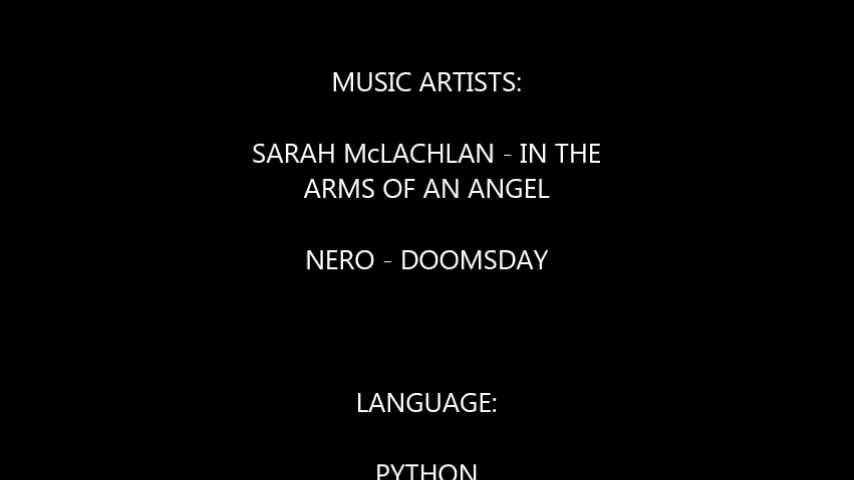 MUSIC ARTISTS:
SARAH McLACHLAN - IN THE
ARMS OF AN ANGEL
NERO - DOOMSDAY
LANGUAGE:
PYTHON